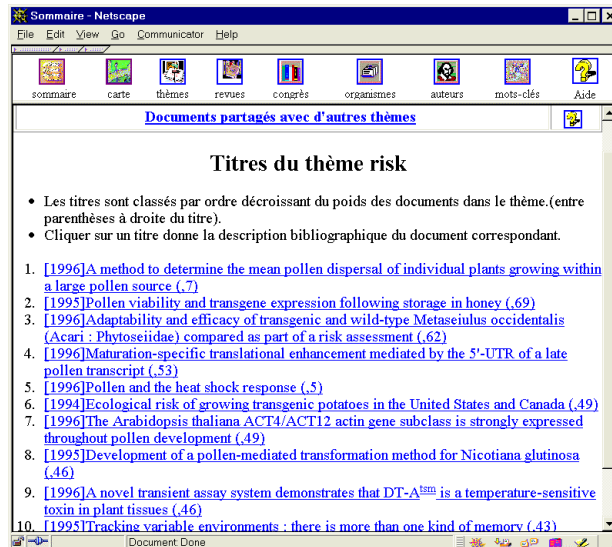 Sommaire - Netscape
File Edit View Go Communicator Help
sommaire carte thèmes revues congrès organismes auteurs mots-clés Aide
Documents partagés avec d'autres thèmes
Titres du thème risk
• Les titres sont classés par ordre décroissant du poids des documents dans le thème.(entre
parenthèses à droite du titre).
• Cliquer sur un titre donne la description bibliographique du document correspondant.
1. [1996]A method to determine the mean pollen dispersal of individual plants growing within
a large pollen source (,7)
2. [1995]Pollen viability and transgene expression following storage in honey (,69)
3. [1996]Adaptability and efficacy of transgenic and wild-type Metaseiulus occidentalis
(Acari : Phytoseiidae) compared as part of a risk assessment (,62)
4. [1996]Maturation-specific translational enhancement mediated by the 5'-UTR of a late
pollen transcript (,53)
5. [1996]Pollen and the heat shock response (,5)
6. [1994]Ecological risk of growing transgenic potatoes in the United States and Canada (,49)
7. [1996]The Arabidopsis thaliana ACT4/ACT12 actin gene subclass is strongly expressed
throughout pollen development (,49)
8. [1995]Development of a pollen-mediated transformation method for Nicotiana glutinosa
(,46)
9. [1996]A novel transient assay system demonstrates that DT-Atsm is a temperature-sensitive
toxin in plant tissues (,46)
10. [1995]Tracking variable environments : there is more than one kind of memory (,43)
Document: Done